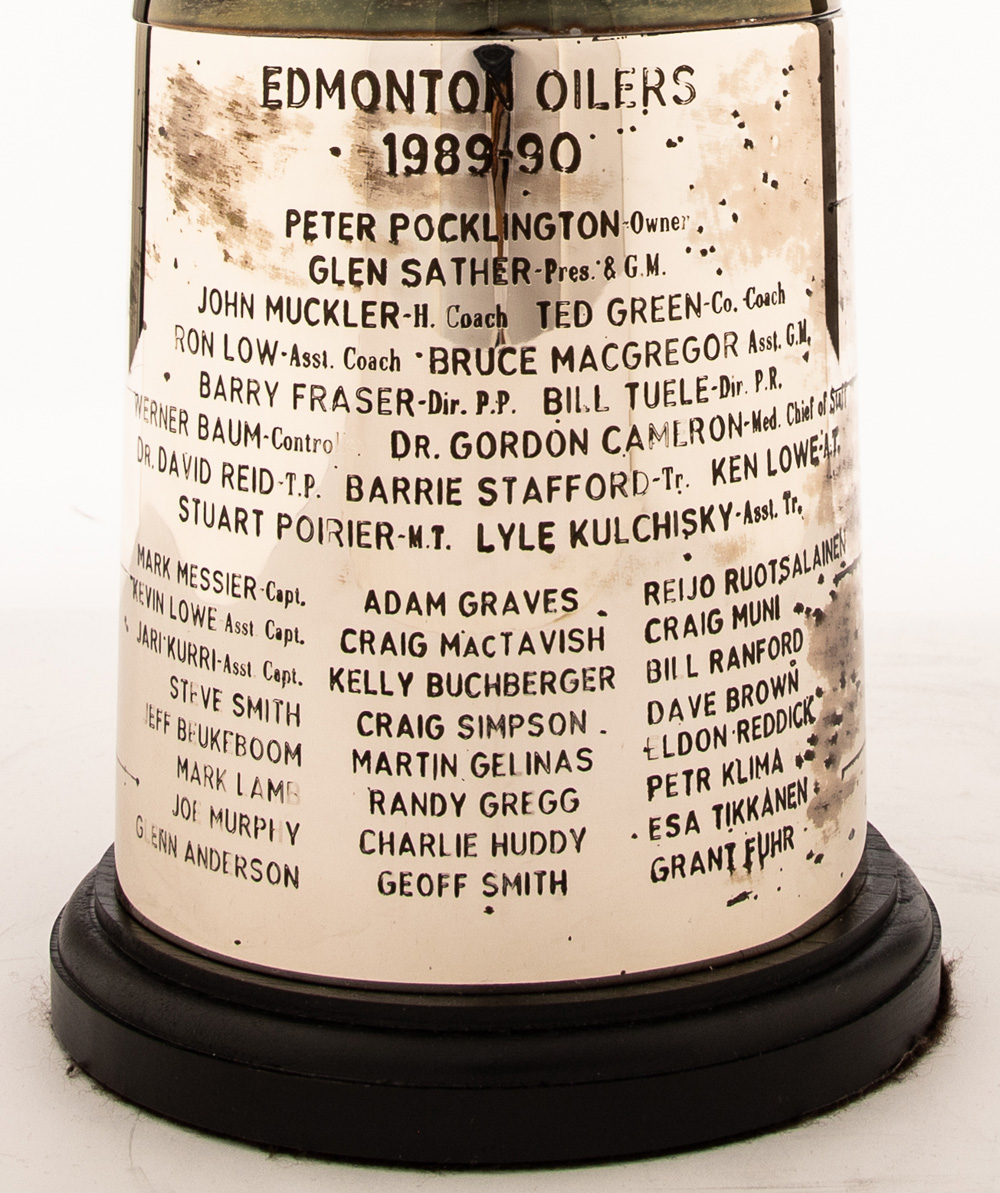 EDMONTON OILERS
1989-90
PETER POCKLINGTON-Owner
GLEN SATHER-Pres. & G.M.
JOHN MUCKLER-H. Coach TED GREEN-Co. Coach
RON LOW-Asst. Coach BRUCE MACGREGOR Asst. G.M.
BARRY FRASER-Dir. P.P. BILL TUELE-Dir. P.R.
WERNER BAUM-Control. DR. GORDON CAMERON-Med. Chief of Staff
DR. DAVID REID-T.P. BARRIE STAFFORD-Tr. KEN LOWE-A.T.
STUART POIRIER-M.T. LYLE KULCHISKY-Asst. Tr.
MARK MESSIER-Capt.
KEVIN LOWE-Asst. Capt.
JARI KURRI-Asst. Capt.
STEVE SMITH
JEFF BEUKEBOOM
MARK LAMB
JOE MURPHY
GLENN ANDERSON
ADAM GRAVES
CRAIG MACTAVISH
KELLY BUCHBERGER
CRAIG SIMPSON
MARTIN GELINAS
RANDY GREGG
CHARLIE HUDDY
GEOFF SMITH
REIJO RUOTSALAINEN
CRAIG MUNI
BILL RANFORD
DAVE BROWN
ELDON REDDICK
PETR KLIMA
ESA TIKKANEN
GRANT FUHR